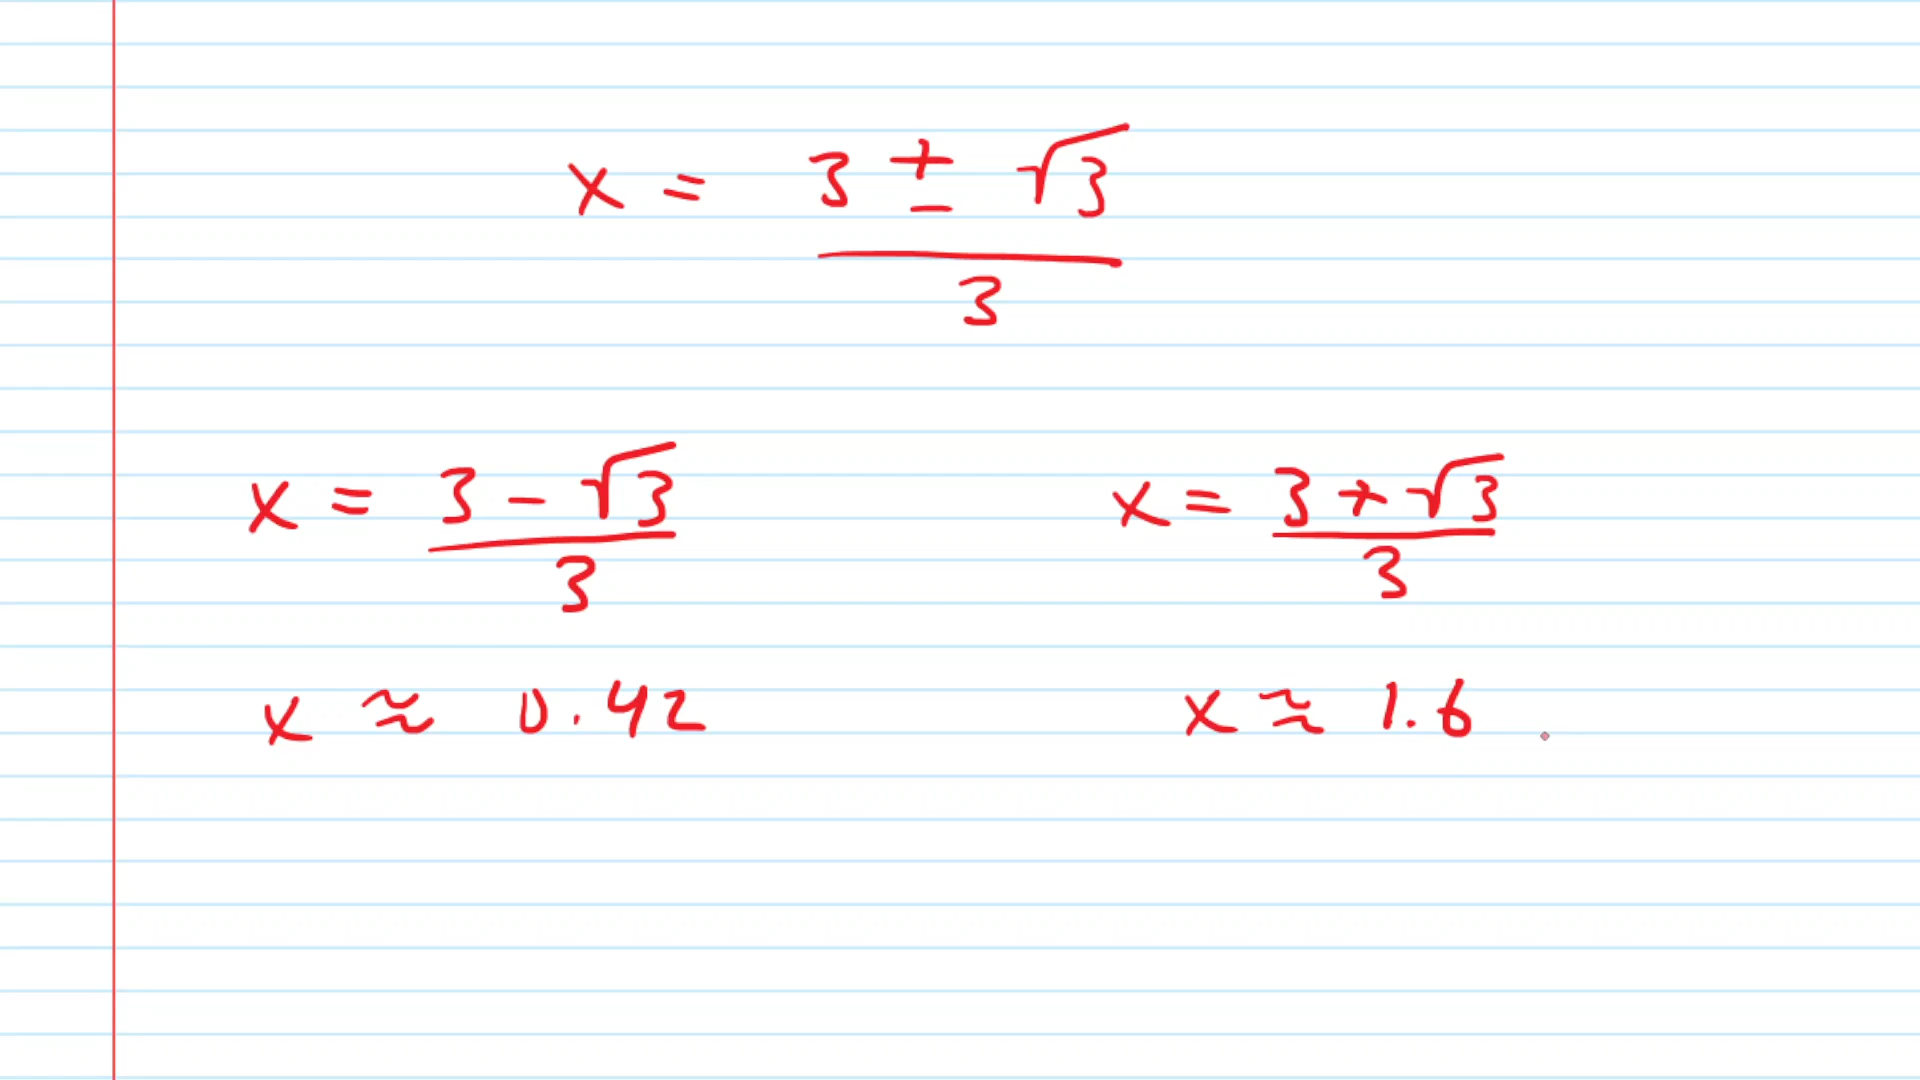 x = (3 ± √3) / 3
x = (3 - √3) / 3 x = (3 + √3) / 3
x ≈ 0.42 x ≈ 1.6